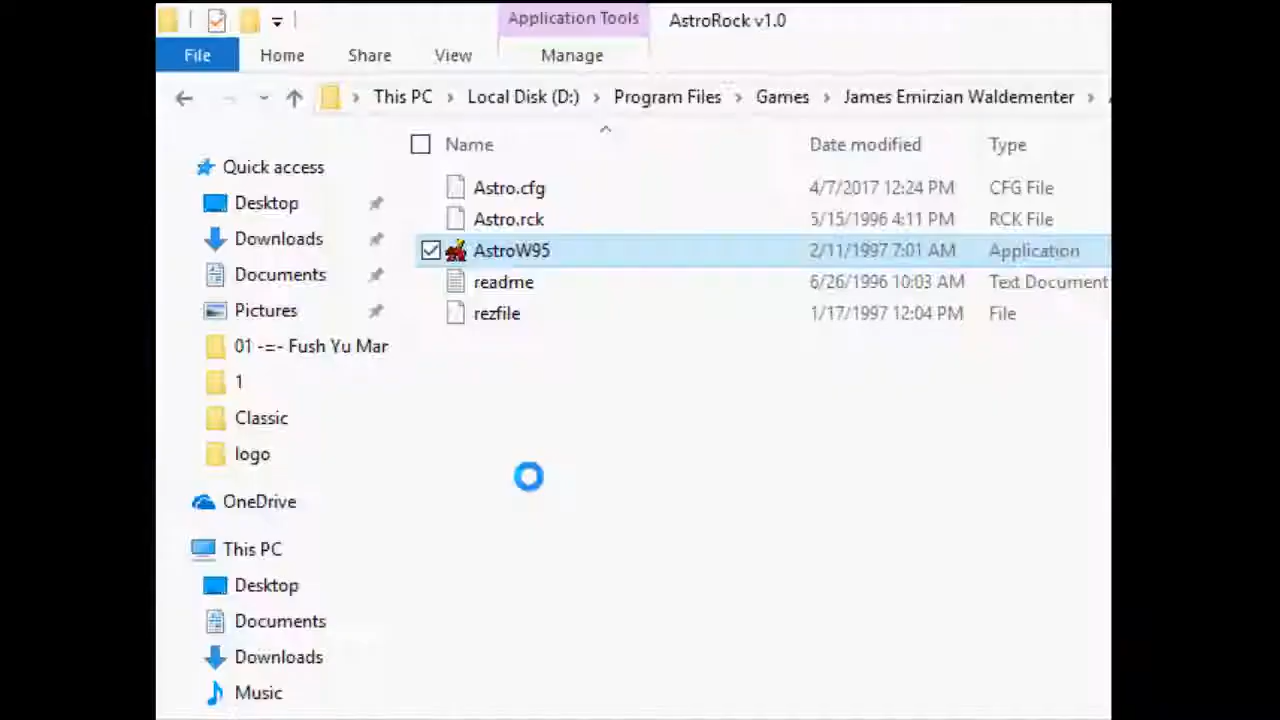 Application Tools
AstroRock v1.0
File
Home
Share
View
Manage
This PC > Local Disk (D:) > Program Files > Games > James Emirzian Waldementer >
Name
Date modified
Type
Astro.cfg 4/7/2017 12:24 PM CFG File
Astro.rck 5/15/1996 4:11 PM RCK File
AstroW95 2/11/1997 7:01 AM Application
readme 6/26/1996 10:03 AM Text Document
rezfile 1/17/1997 12:04 PM File
Quick access
Desktop
Downloads
Documents
Pictures
01 -=- Fush Yu Mar
1
Classic
logo
OneDrive
This PC
Desktop
Documents
Downloads
Music